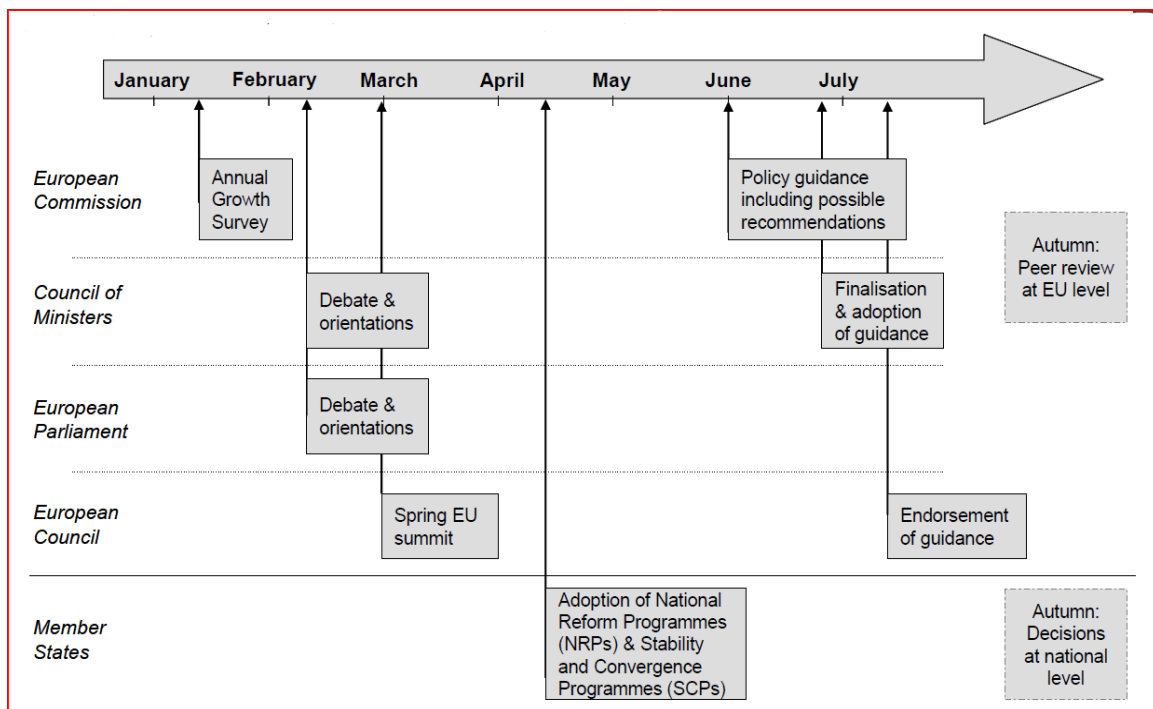 January February March April May June July
European
Commission
Annual
Growth
Survey
Policy guidance
including possible
recommendations
Autumn:
Peer review
at EU level
Council of
Ministers
Debate &
orientations
Finalisation
& adoption
of guidance
European
Parliament
Debate &
orientations
European
Council
Spring EU
summit
Endorsement
of guidance
Member
States
Adoption of National
Reform Programmes
(NRPs) & Stability
and Convergence
Programmes (SCPs)
Autumn:
Decisions
at national
level